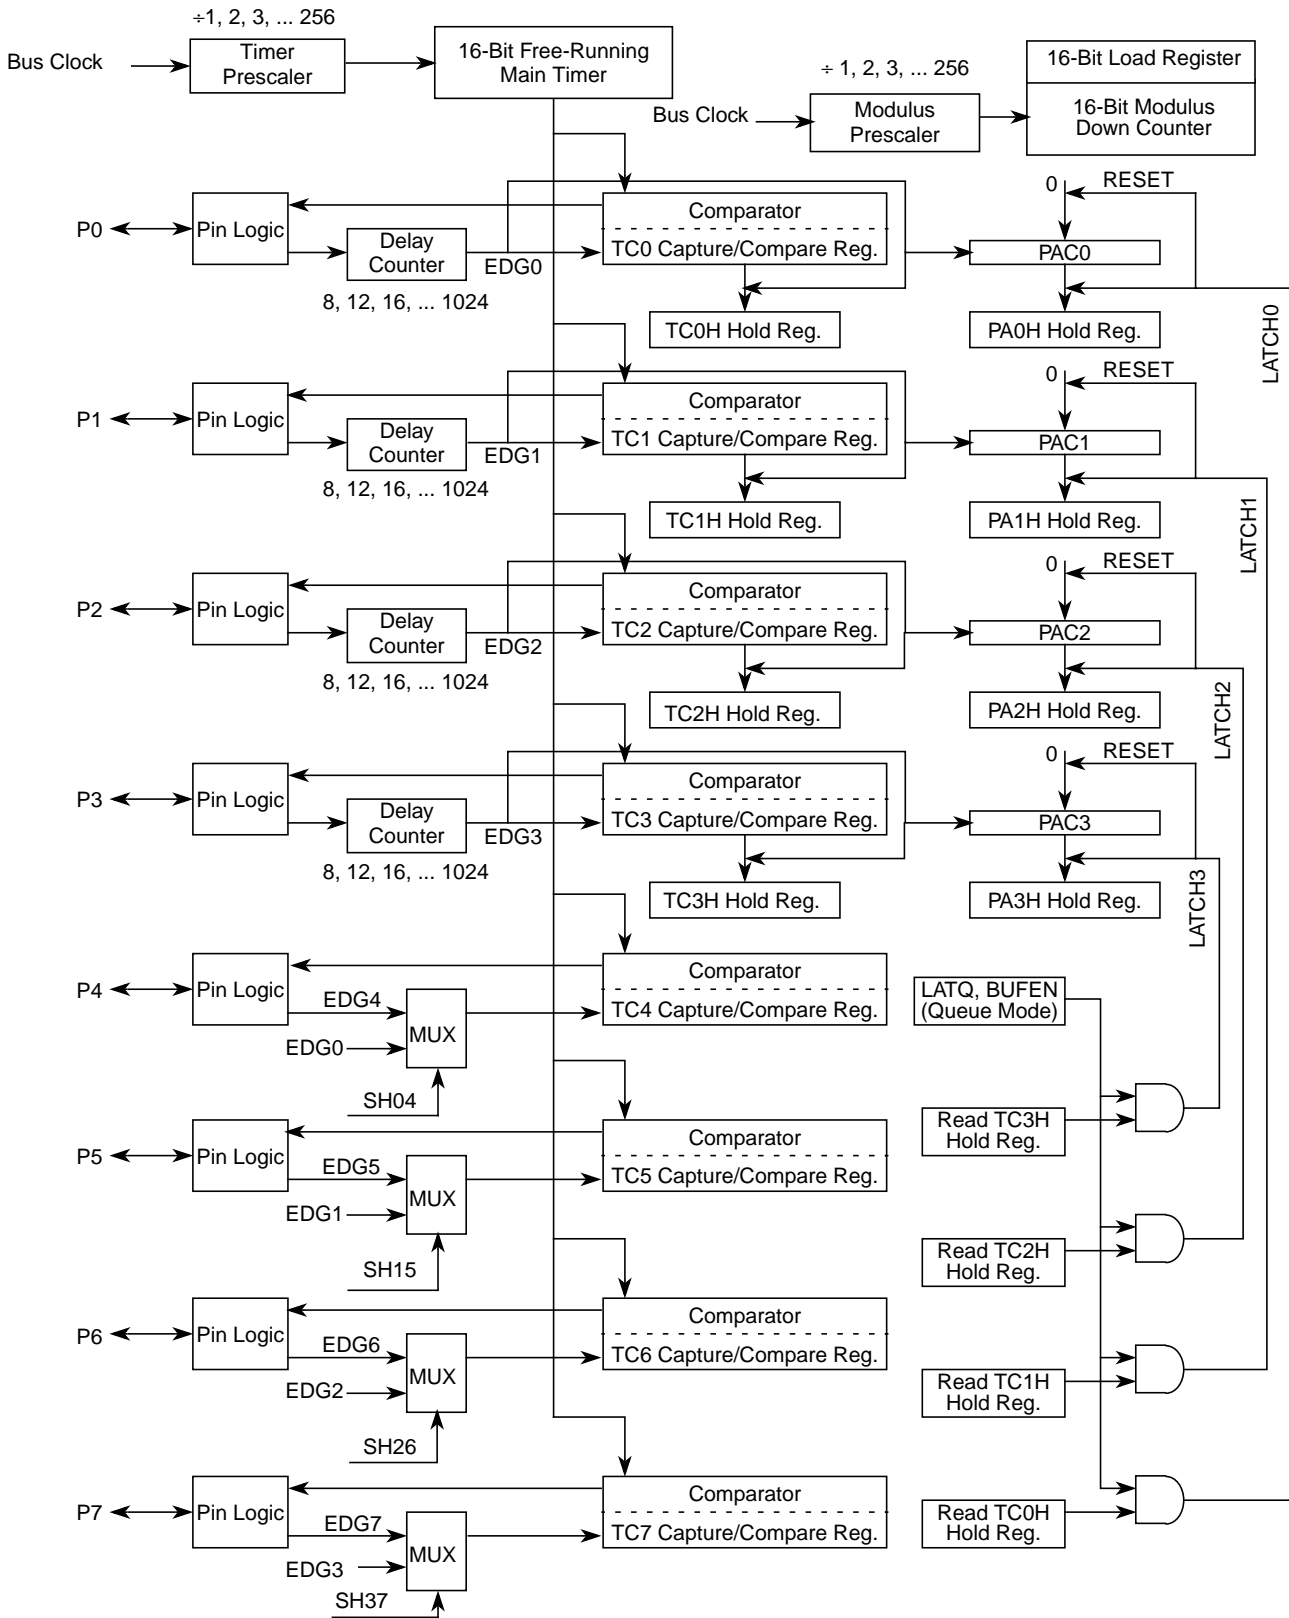 ÷1, 2, 3, ... 256
Bus Clock
Timer
Prescaler
16-Bit Free-Running
Main Timer
÷ 1, 2, 3, ... 256
Bus Clock
Modulus
Prescaler
16-Bit Load Register
16-Bit Modulus
Down Counter
P0
Pin Logic
Delay
Counter
8, 12, 16, ... 1024
EDG0
Comparator
TC0 Capture/Compare Reg.
TC0H Hold Reg.
0
RESET
PAC0
PA0H Hold Reg.
LATCH0
P1
Pin Logic
Delay
Counter
8, 12, 16, ... 1024
EDG1
Comparator
TC1 Capture/Compare Reg.
TC1H Hold Reg.
0
RESET
PAC1
PA1H Hold Reg.
LATCH1
P2
Pin Logic
Delay
Counter
8, 12, 16, ... 1024
EDG2
Comparator
TC2 Capture/Compare Reg.
TC2H Hold Reg.
0
RESET
PAC2
PA2H Hold Reg.
LATCH2
P3
Pin Logic
Delay
Counter
8, 12, 16, ... 1024
EDG3
Comparator
TC3 Capture/Compare Reg.
TC3H Hold Reg.
0
RESET
PAC3
PA3H Hold Reg.
LATCH3
P4
Pin Logic
EDG4
EDG0
MUX
SH04
Comparator
TC4 Capture/Compare Reg.
LATQ, BUFEN
(Queue Mode)
P5
Pin Logic
EDG5
EDG1
MUX
SH15
Comparator
TC5 Capture/Compare Reg.
Read TC3H
Hold Reg.
Read TC2H
Hold Reg.
P6
Pin Logic
EDG6
EDG2
MUX
SH26
Comparator
TC6 Capture/Compare Reg.
Read TC1H
Hold Reg.
P7
Pin Logic
EDG7
EDG3
MUX
SH37
Comparator
TC7 Capture/Compare Reg.
Read TC0H
Hold Reg.